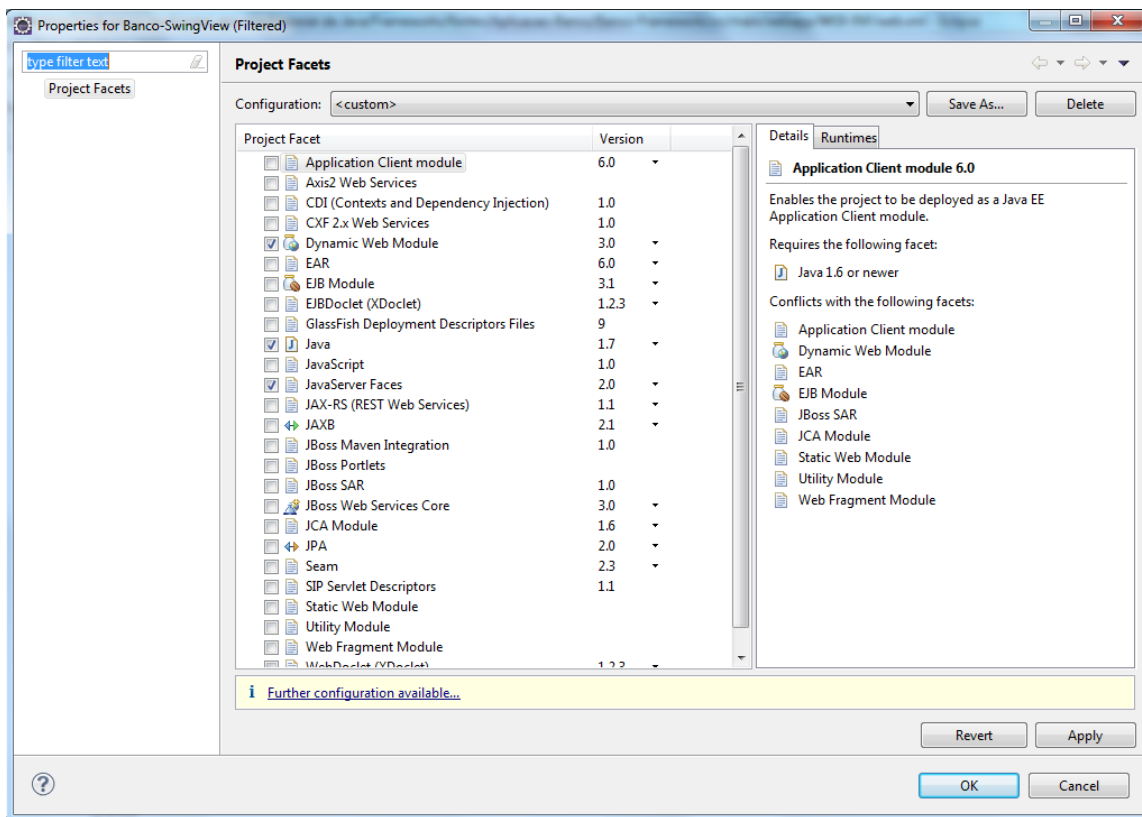 Properties for Banco-SwingView (Filtered)
type filter text
Project Facets
Project Facets
Configuration: <custom> Save As... Delete
Project Facet Version
Application Client module 6.0
Axis2 Web Services
CDI (Contexts and Dependency Injection) 1.0
CXF 2.x Web Services 1.0
Dynamic Web Module 3.0
EAR 6.0
EJB Module 3.1
EJBDoclet (XDoclet) 1.2.3
GlassFish Deployment Descriptors Files 9
Java 1.7
JavaScript 1.0
JavaServer Faces 2.0
JAX-RS (REST Web Services) 1.1
JAXB 2.1
JBoss Maven Integration 1.0
JBoss Portlets
JBoss SAR 1.0
JBoss Web Services Core 3.0
JCA Module 1.6
JPA 2.0
Seam 2.3
SIP Servlet Descriptors 1.1
Static Web Module
Utility Module
Web Fragment Module
WebDoclet (XDoclet) 1.2.3
Details Runtimes
Application Client module 6.0
Enables the project to be deployed as a Java EE
Application Client module.
Requires the following facet:
Java 1.6 or newer
Conflicts with the following facets:
Application Client module
Dynamic Web Module
EAR
EJB Module
JBoss SAR
JCA Module
Static Web Module
Utility Module
Web Fragment Module
i Further configuration available...
Revert Apply
? OK Cancel